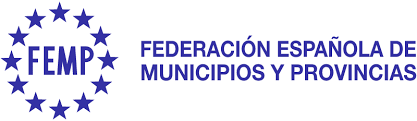 FEMP
FEDERACIÓN ESPAÑOLA DE
MUNICIPIOS Y PROVINCIAS